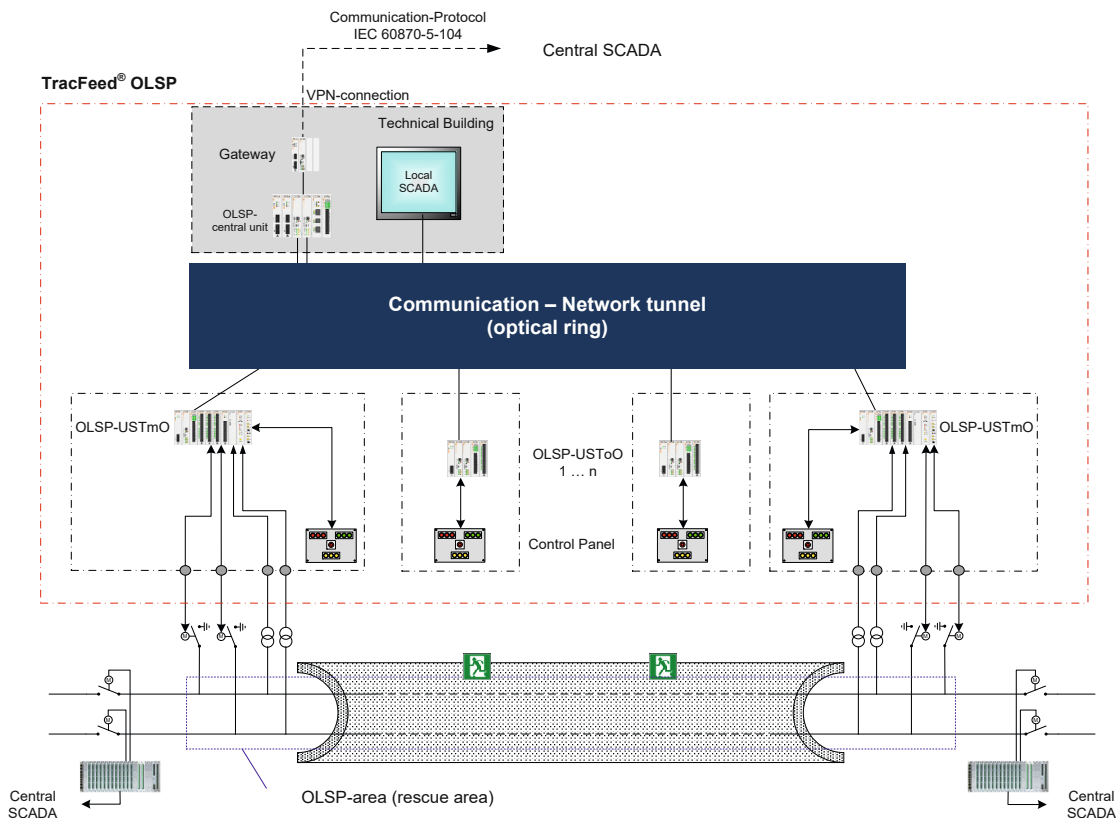 Communication-Protocol
IEC 60870-5-104
Central SCADA
TracFeed® OLSP
VPN-connection
Technical Building
Gateway
Local
SCADA
OLSP-
central unit
Communication – Network tunnel
(optical ring)
OLSP-USTmO
OLSP-USToO
1 ... n
OLSP-USTmO
Control Panel
M
M
M
M
M
M
M
M
Central
SCADA
OLSP-area (rescue area)
Central
SCADA